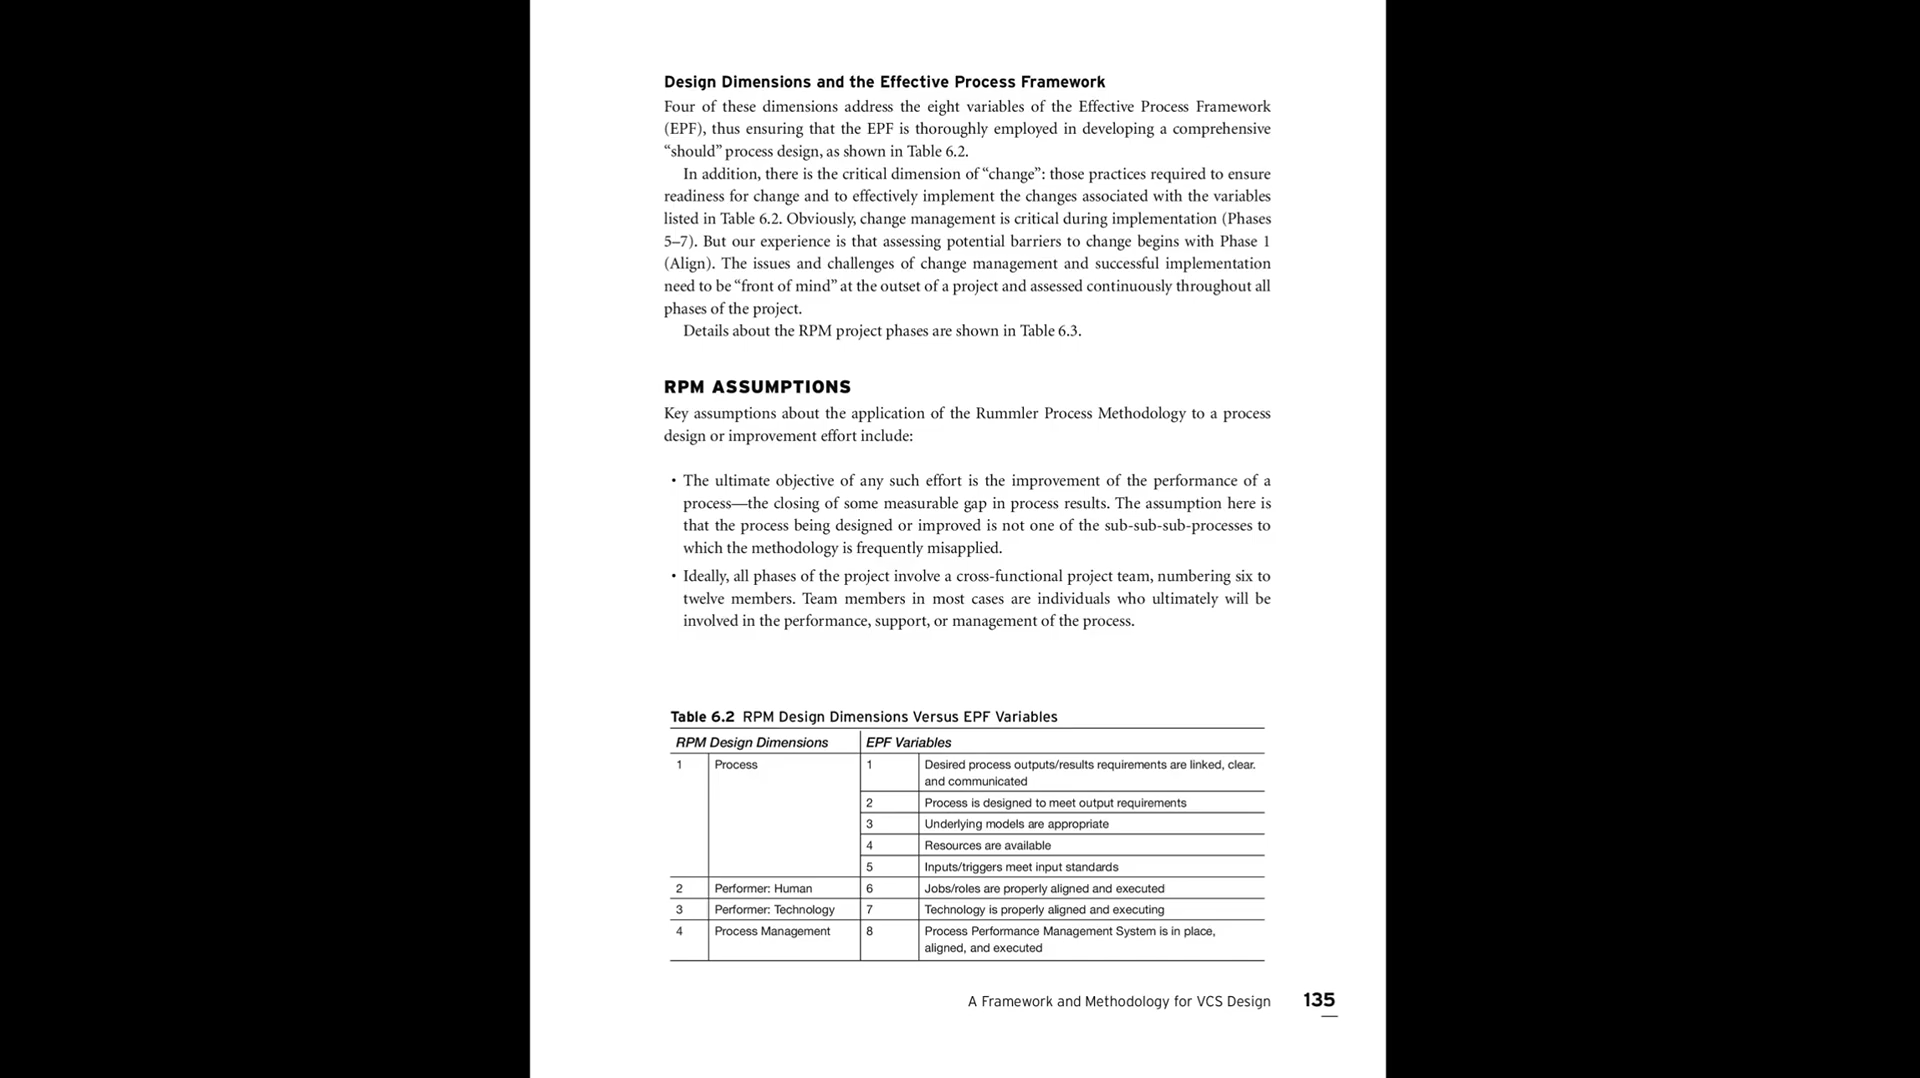 Design Dimensions and the Effective Process Framework
Four of these dimensions address the eight variables of the Effective Process Framework
(EPF), thus ensuring that the EPF is thoroughly employed in developing a comprehensive
“should” process design, as shown in Table 6.2.
In addition, there is the critical dimension of “change”: those practices required to ensure
readiness for change and to effectively implement the changes associated with the variables
listed in Table 6.2. Obviously, change management is critical during implementation (Phases
5–7). But our experience is that assessing potential barriers to change begins with Phase 1
(Align). The issues and challenges of change management and successful implementation
need to be “front of mind” at the outset of a project and assessed continuously throughout all
phases of the project.
Details about the RPM project phases are shown in Table 6.3.
RPM ASSUMPTIONS
Key assumptions about the application of the Rummler Process Methodology to a process
design or improvement effort include:
• The ultimate objective of any such effort is the improvement of the performance of a
process—the closing of some measurable gap in process results. The assumption here is
that the process being designed or improved is not one of the sub-sub-sub-processes to
which the methodology is frequently misapplied.
• Ideally, all phases of the project involve a cross-functional project team, numbering six to
twelve members. Team members in most cases are individuals who ultimately will be
involved in the performance, support, or management of the process.
Table 6.2 RPM Design Dimensions Versus EPF Variables
RPM Design Dimensions EPF Variables
1 Process 1 Desired process outputs/results requirements are linked, clear.
and communicated
2 Process is designed to meet output requirements
3 Underlying models are appropriate
4 Resources are available
5 Inputs/triggers meet input standards
2 Performer: Human 6 Jobs/roles are properly aligned and executed
3 Performer: Technology 7 Technology is properly aligned and executing
4 Process Management 8 Process Performance Management System is in place,
aligned, and executed
A Framework and Methodology for VCS Design 135